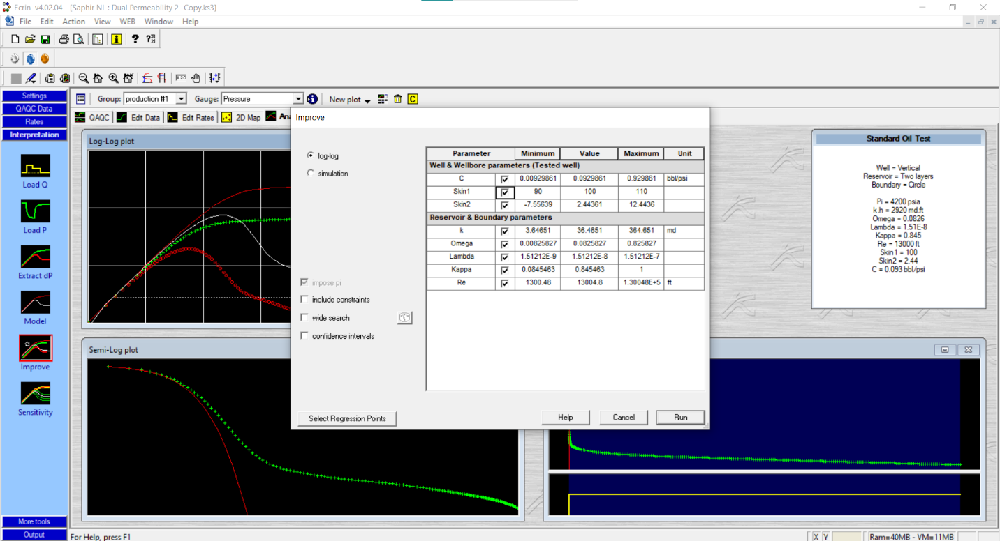 Ecrin v4.02.04 - [Saphir NL : Dual Permeability 2- Copy.ks3]
File Edit Action View WEB Window Help
Settings
QAQC Data
Rates
Interpretation
Load Q
Load P
Extract dP
Model
Improve
Sensitivity
More tools
Output
Group: production #1 Gauge: Pressure New plot C
QAQC Edit Data Edit Rates 2D Map Ana
Log-Log plot
Semi-Log plot
Improve
log-log
simulation
impose pi
include constraints
wide search
confidence intervals
Select Regression Points
Parameter Minimum Value Maximum Unit
Well & Wellbore parameters (Tested well)
C 0.00929861 0.0929861 0.929861 bbl/psi
Skin1 90 100 110
Skin2 -7.55639 2.44361 12.4436
Reservoir & Boundary parameters
k 3.64651 36.4651 364.651 md
Omega 0.00825827 0.0825827 0.825827
Lambda 1.51212E-9 1.51212E-8 1.51212E-7
Kappa 0.0845463 0.845463 1
Re 1300.48 13004.8 1.30048E+5 ft
Help Cancel Run
Standard Oil Test
Well = Vertical
Reservoir = Two layers
Boundary = Circle
Pi = 4200 psia
k.h = 2920 md.ft
Omega = 0.0826
Lambda = 1.51E-8
Kappa = 0.845
Re = 13000 ft
Skin1 = 100
Skin2 = 2.44
C = 0.093 bbl/psi
For Help, press F1
X Y
Ram=40MB - VM=11MB